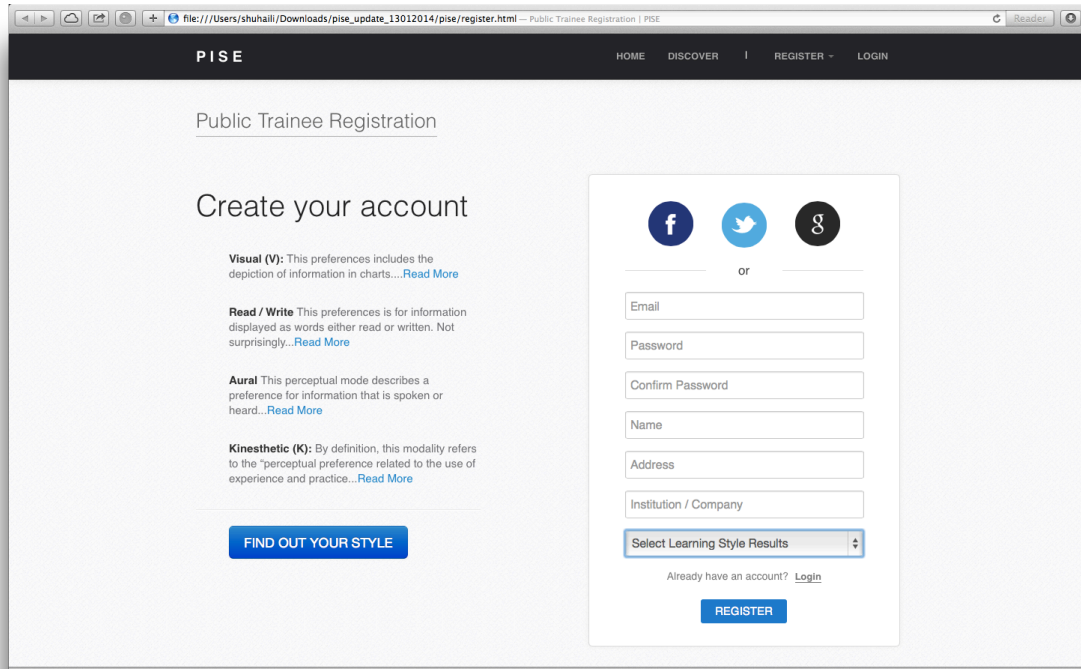 file:///Users/shuhaili/Downloads/pise_update_13012014/pise/register.html — Public Trainee Registration | PISE
Reader
PISE
HOME DISCOVER | REGISTER LOGIN
Public Trainee Registration
Create your account
Visual (V): This preferences includes the
depiction of information in charts....Read More
Read / Write This preferences is for information
displayed as words either read or written. Not
surprisingly...Read More
Aural This perceptual mode describes a
preference for information that is spoken or
heard...Read More
Kinesthetic (K): By definition, this modality refers
to the “perceptual preference related to the use of
experience and practice...Read More
FIND OUT YOUR STYLE
f g
or
Email
Password
Confirm Password
Name
Address
Institution / Company
Select Learning Style Results
Already have an account? Login
REGISTER